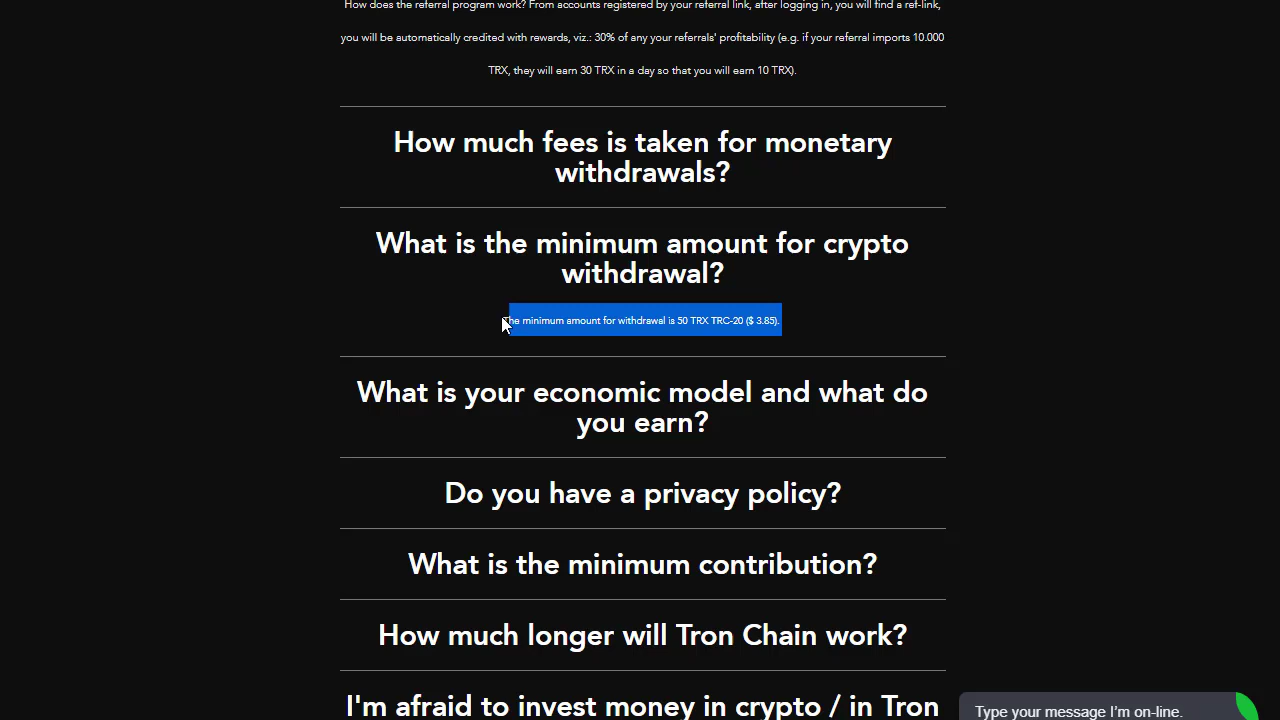 How does the referral program work? From accounts registered by your referral link, after logging in, you will find a ref-link,
you will be automatically credited with rewards, viz.: 30% of any your referrals' profitability (e.g. if your referral imports 10.000
TRX, they will earn 30 TRX in a day so that you will earn 10 TRX).
How much fees is taken for monetary
withdrawals?
What is the minimum amount for crypto
withdrawal?
The minimum amount for withdrawal is 50 TRX TRC-20 ($ 3.85).
What is your economic model and what do
you earn?
Do you have a privacy policy?
What is the minimum contribution?
How much longer will Tron Chain work?
I'm afraid to invest money in crypto / in Tron
Type your message I'm on-line.